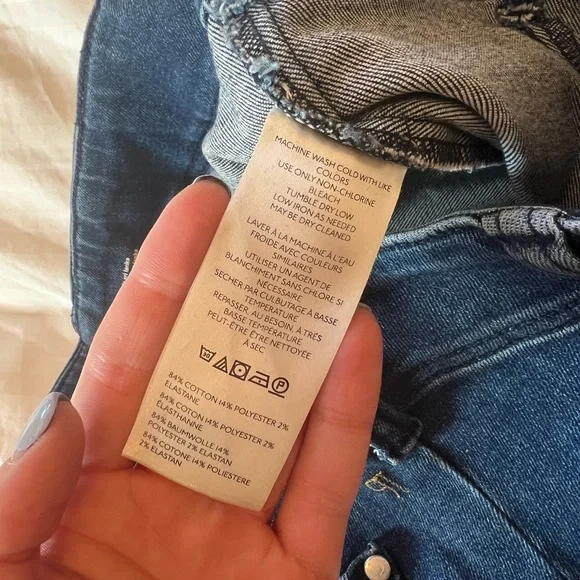 MACHINE WASH COLD WITH LIKE
COLORS
USE ONLY NON-CHLORINE
BLEACH
TUMBLE DRY LOW
LOW IRON AS NEEDED
MAY BE DRY CLEANED
LAVER À LA MACHINE À L'EAU
FROIDE AVEC COULEURS
SIMILAIRES
UTILISER UN AGENT DE
BLANCHIMENT SANS CHLORE SI
NÉCESSAIRE
SECHER PAR CULBUTAGE À BASSE
TEMPERATURE
REPASSER, AU BESOIN, À TRÈS
BASSE TEMPÉRATURE
PEUT-ÊTRE ÊTRE NETTOYÉE
À SEC
30 P
84% COTTON 14% POLYESTER 2%
ELASTANE
84% COTON 14% POLYESTER 2%
ÉLASTHANNE
84% BAUMWOLLE 14%
POLYESTER 2% ELASTAN
84% COTONE 14% POLIESTERE
2% ELASTAN